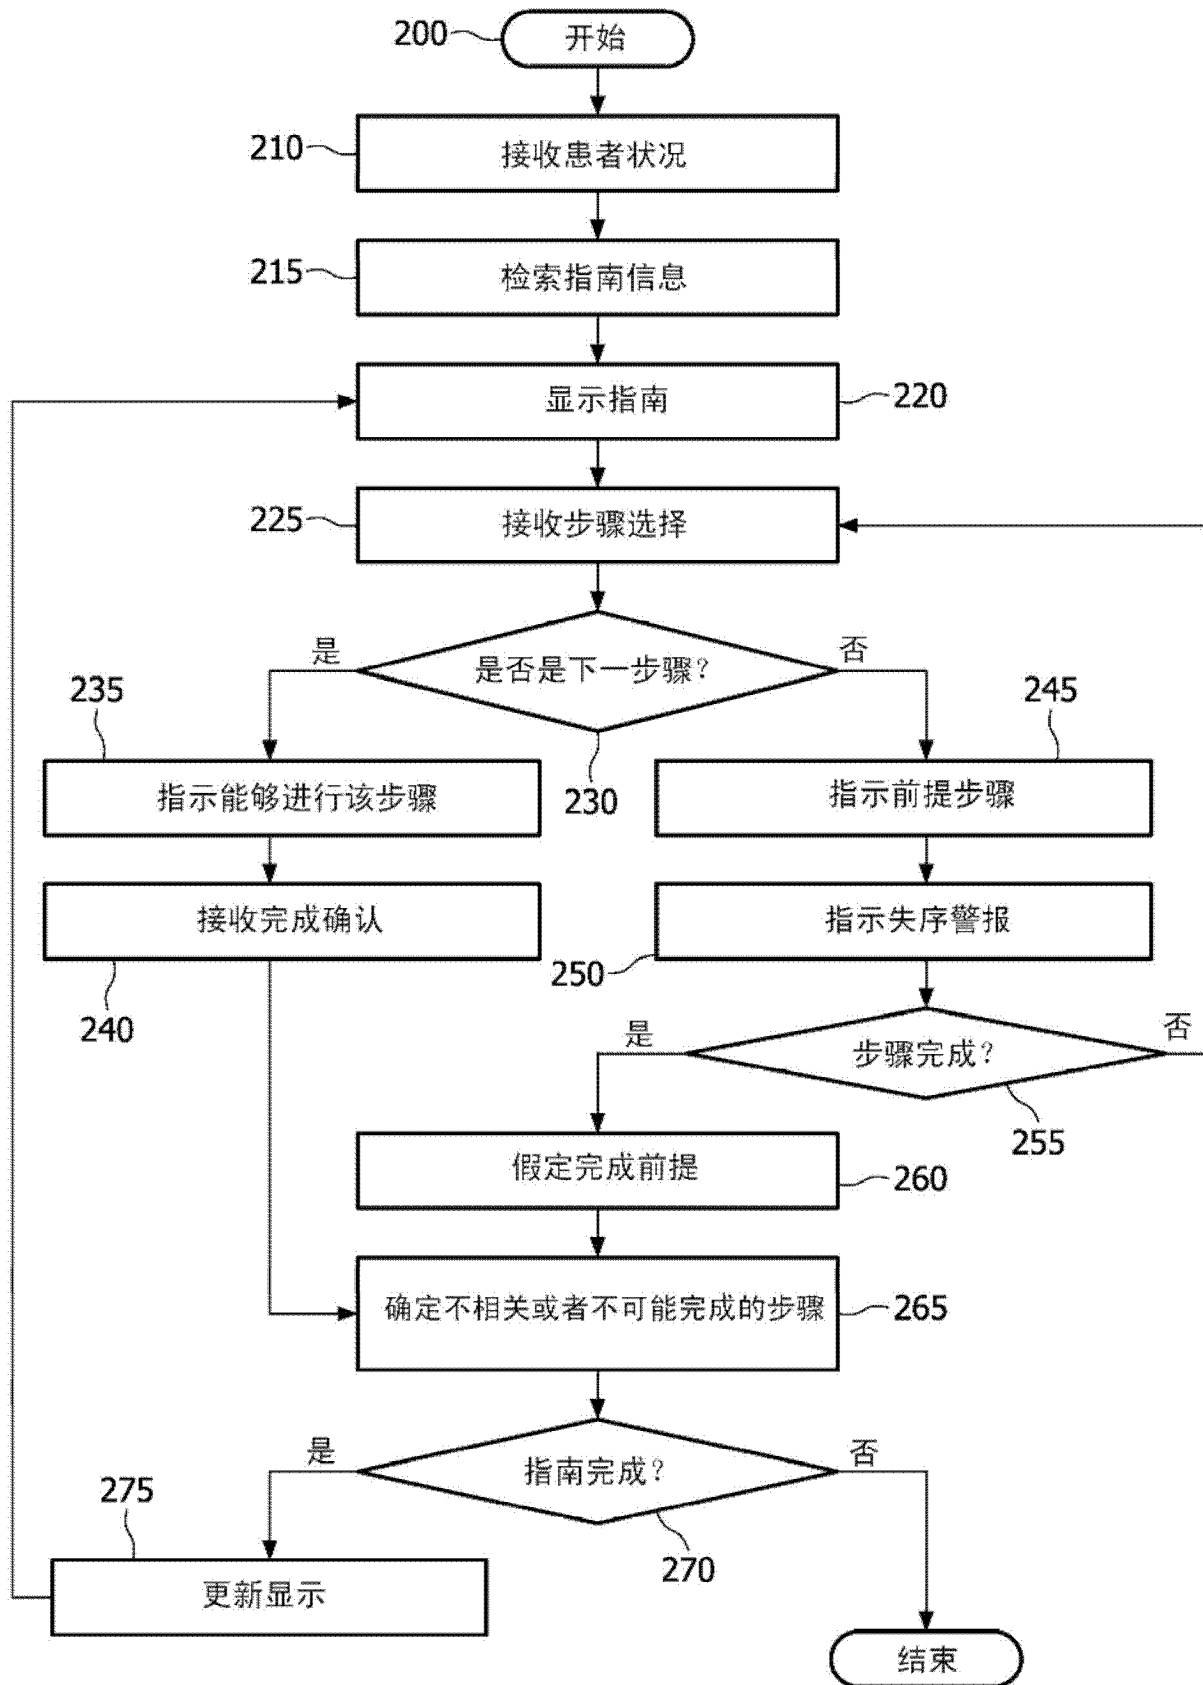 200
开始
210
接收患者状况
215
检索指南信息
显示指南
220
225
接收步骤选择
是
是否是下一步骤？
否
235
230
245
指示能够进行该步骤
指示前提步骤
接收完成确认
指示失序警报
240
250
是
步骤完成？
否
255
假定完成前提
260
确定不相关或者不可能完成的步骤
265
是
指南完成？
否
275
270
更新显示
结束